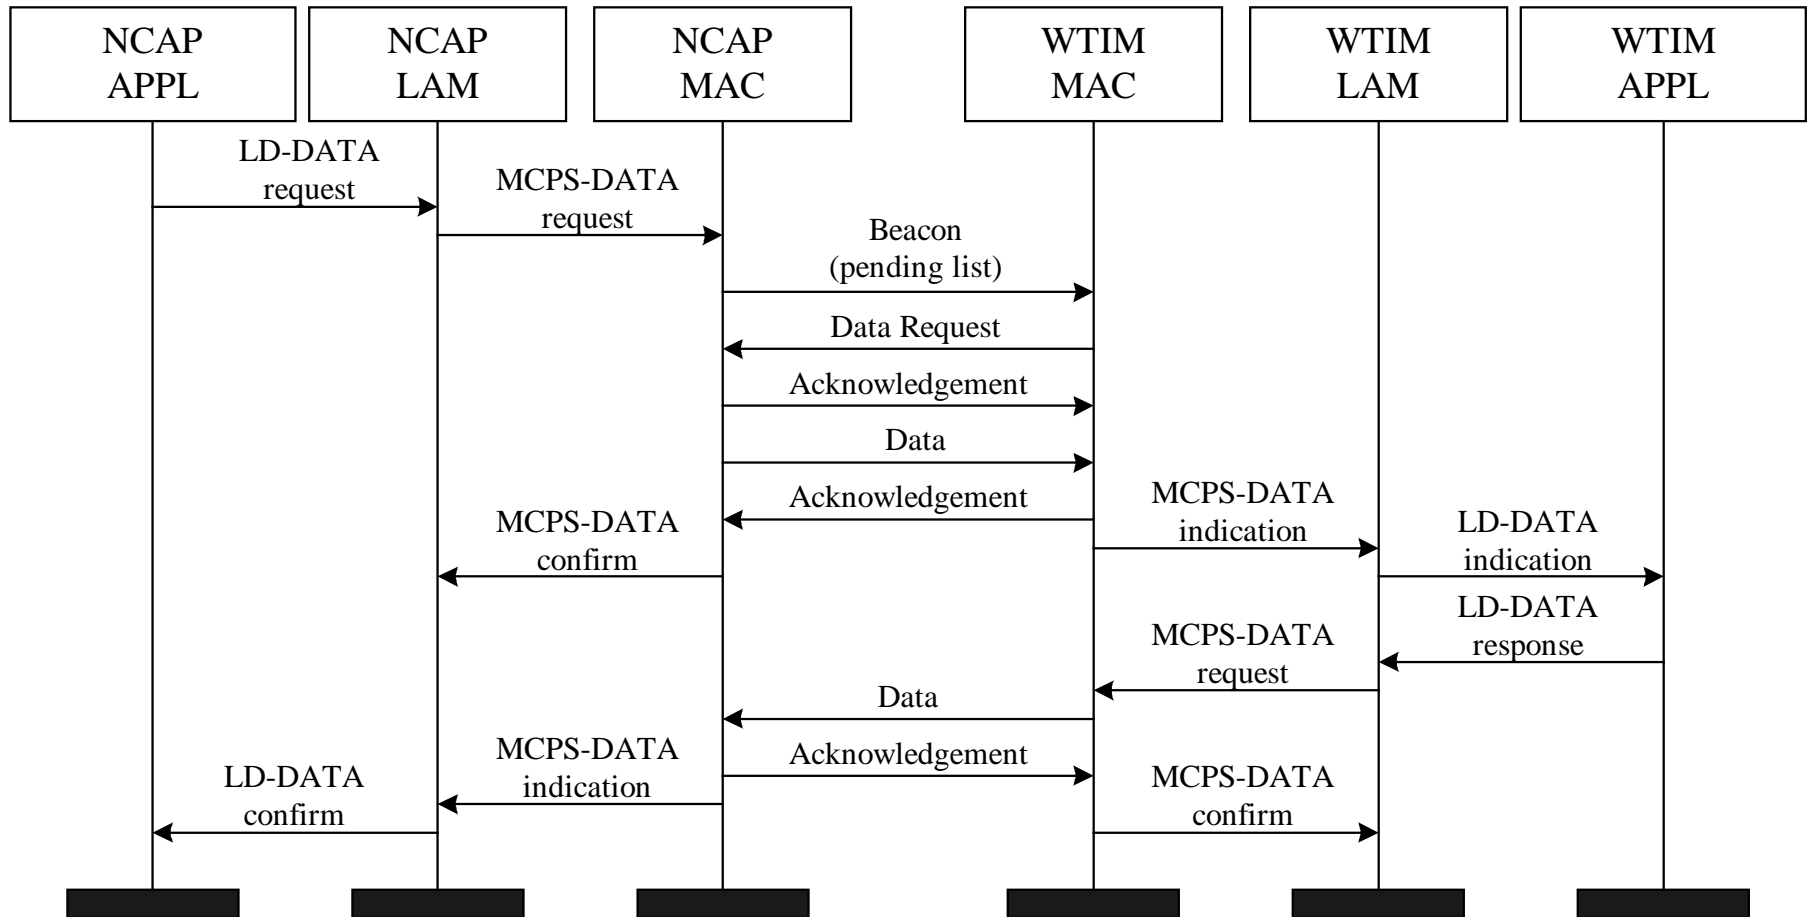 NCAP
APPL
NCAP
LAM
NCAP
MAC
WTIM
MAC
WTIM
LAM
WTIM
APPL
LD-DATA
request
MCPS-DATA
request
Beacon
(pending list)
Data Request
Acknowledgement
Data
Acknowledgement
MCPS-DATA
indication
MCPS-DATA
confirm
LD-DATA
indication
LD-DATA
response
MCPS-DATA
request
Data
Acknowledgement
MCPS-DATA
indication
LD-DATA
confirm
MCPS-DATA
confirm